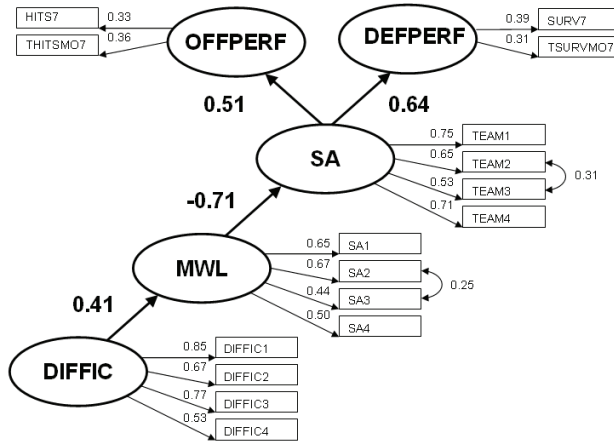 HITS7
0.33
THITSMO7
0.36
OFFPERF
DEFPERF
0.39
SURV7
0.31
TSURVMO7
0.51
0.64
SA
0.75
TEAM1
0.65
TEAM2
0.53
TEAM3
0.71
TEAM4
0.31
-0.71
MWL
0.65
SA1
0.67
SA2
0.44
SA3
0.50
SA4
0.25
0.41
DIFFIC
0.85
DIFFIC1
0.67
DIFFIC2
0.77
DIFFIC3
0.53
DIFFIC4